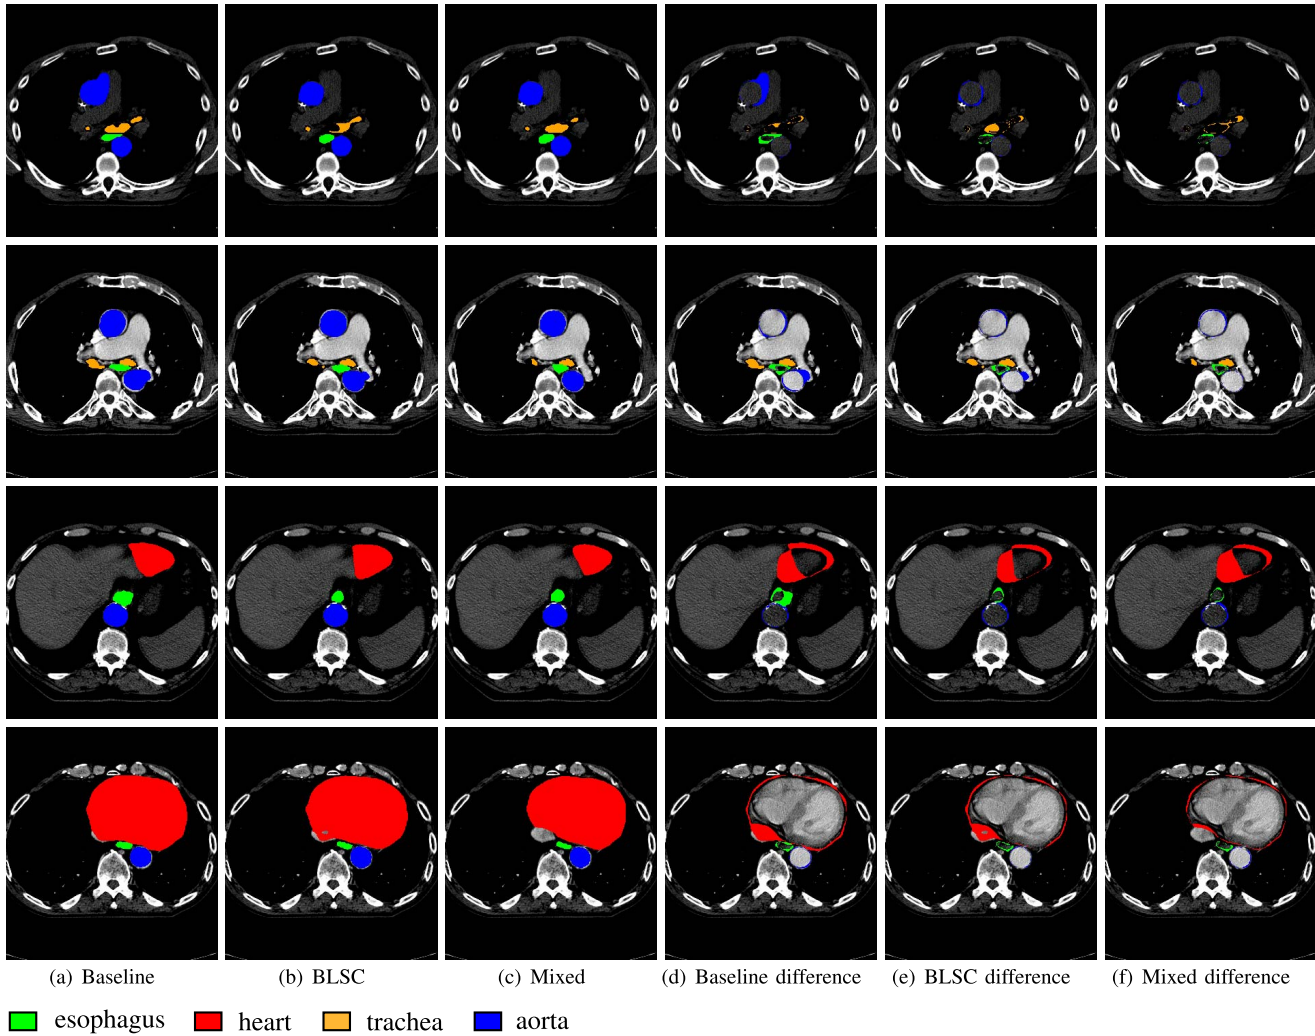 (a) Baseline (b) BLSC (c) Mixed (d) Baseline difference (e) BLSC difference (f) Mixed difference
esophagus heart trachea aorta